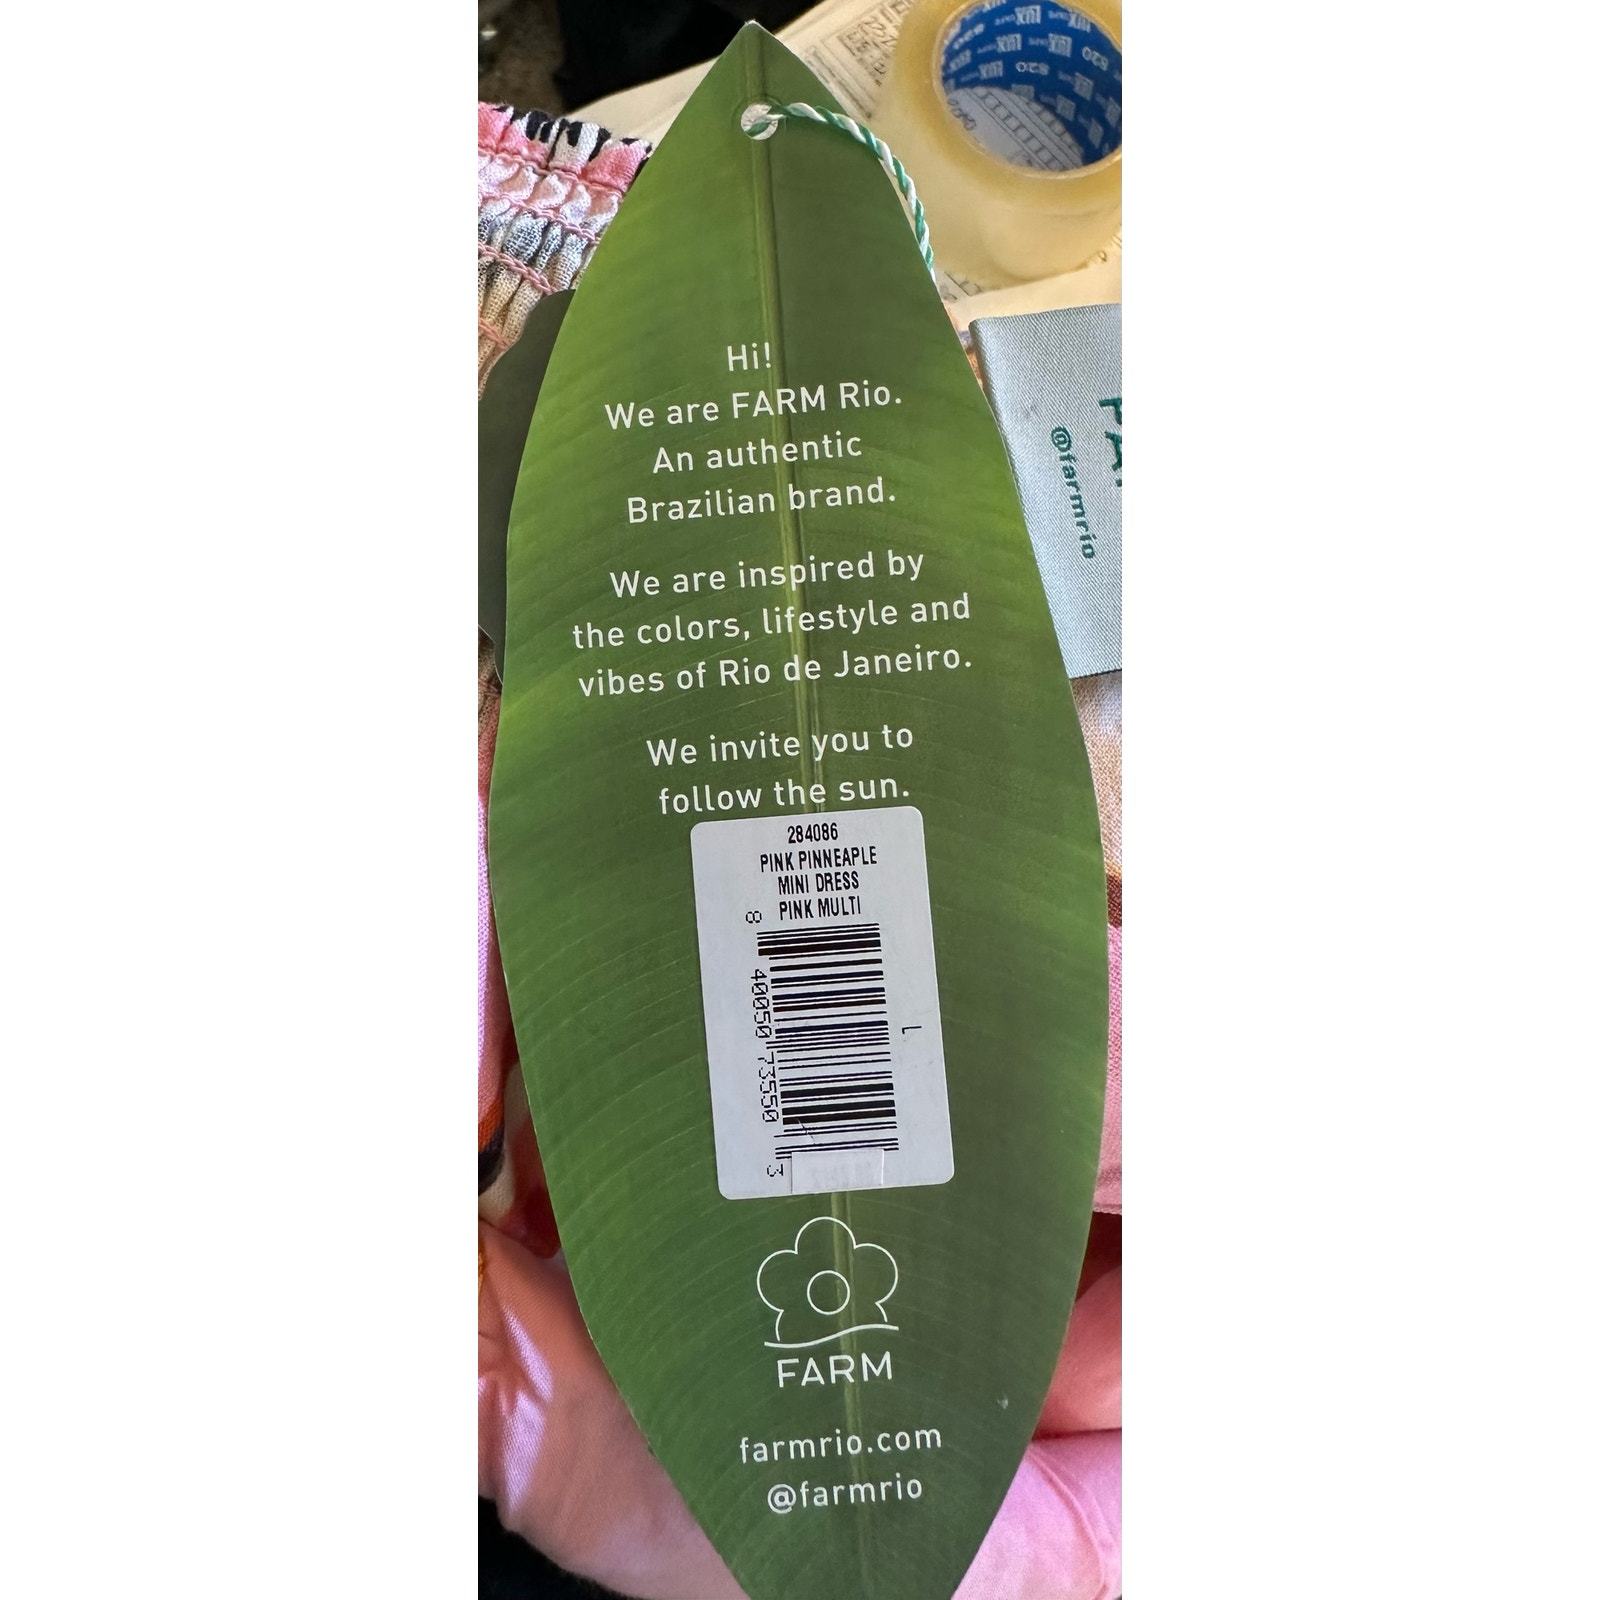 Hi!
We are FARM Rio.
An authentic
Brazilian brand.
We are inspired by
the colors, lifestyle and
vibes of Rio de Janeiro.
We invite you to
follow the sun.
284086
PINK PINNEAPLE
MINI DRESS
PINK MULTI
8 40050 73550 3
L
FARM
farmrio.com
@farmrio
@farmrio
LUX
520